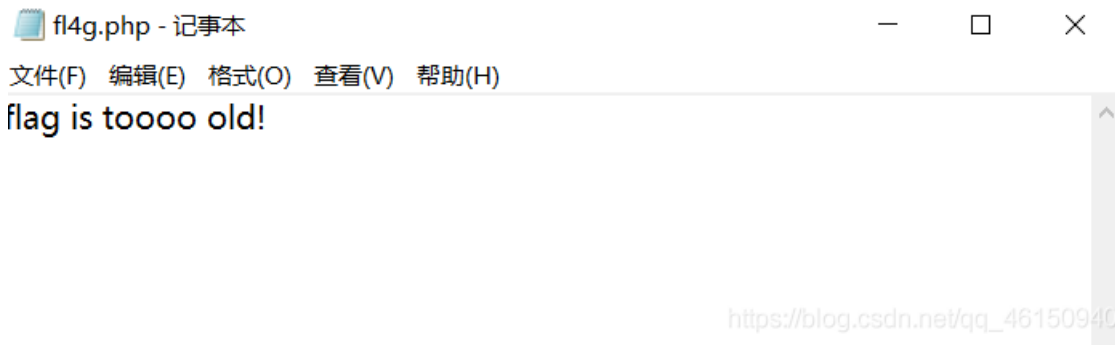 fl4g.php - 记事本
文件(F) 编辑(E) 格式(O) 查看(V) 帮助(H)
flag is toooo old!
https://blog.csdn.net/qq_46150940